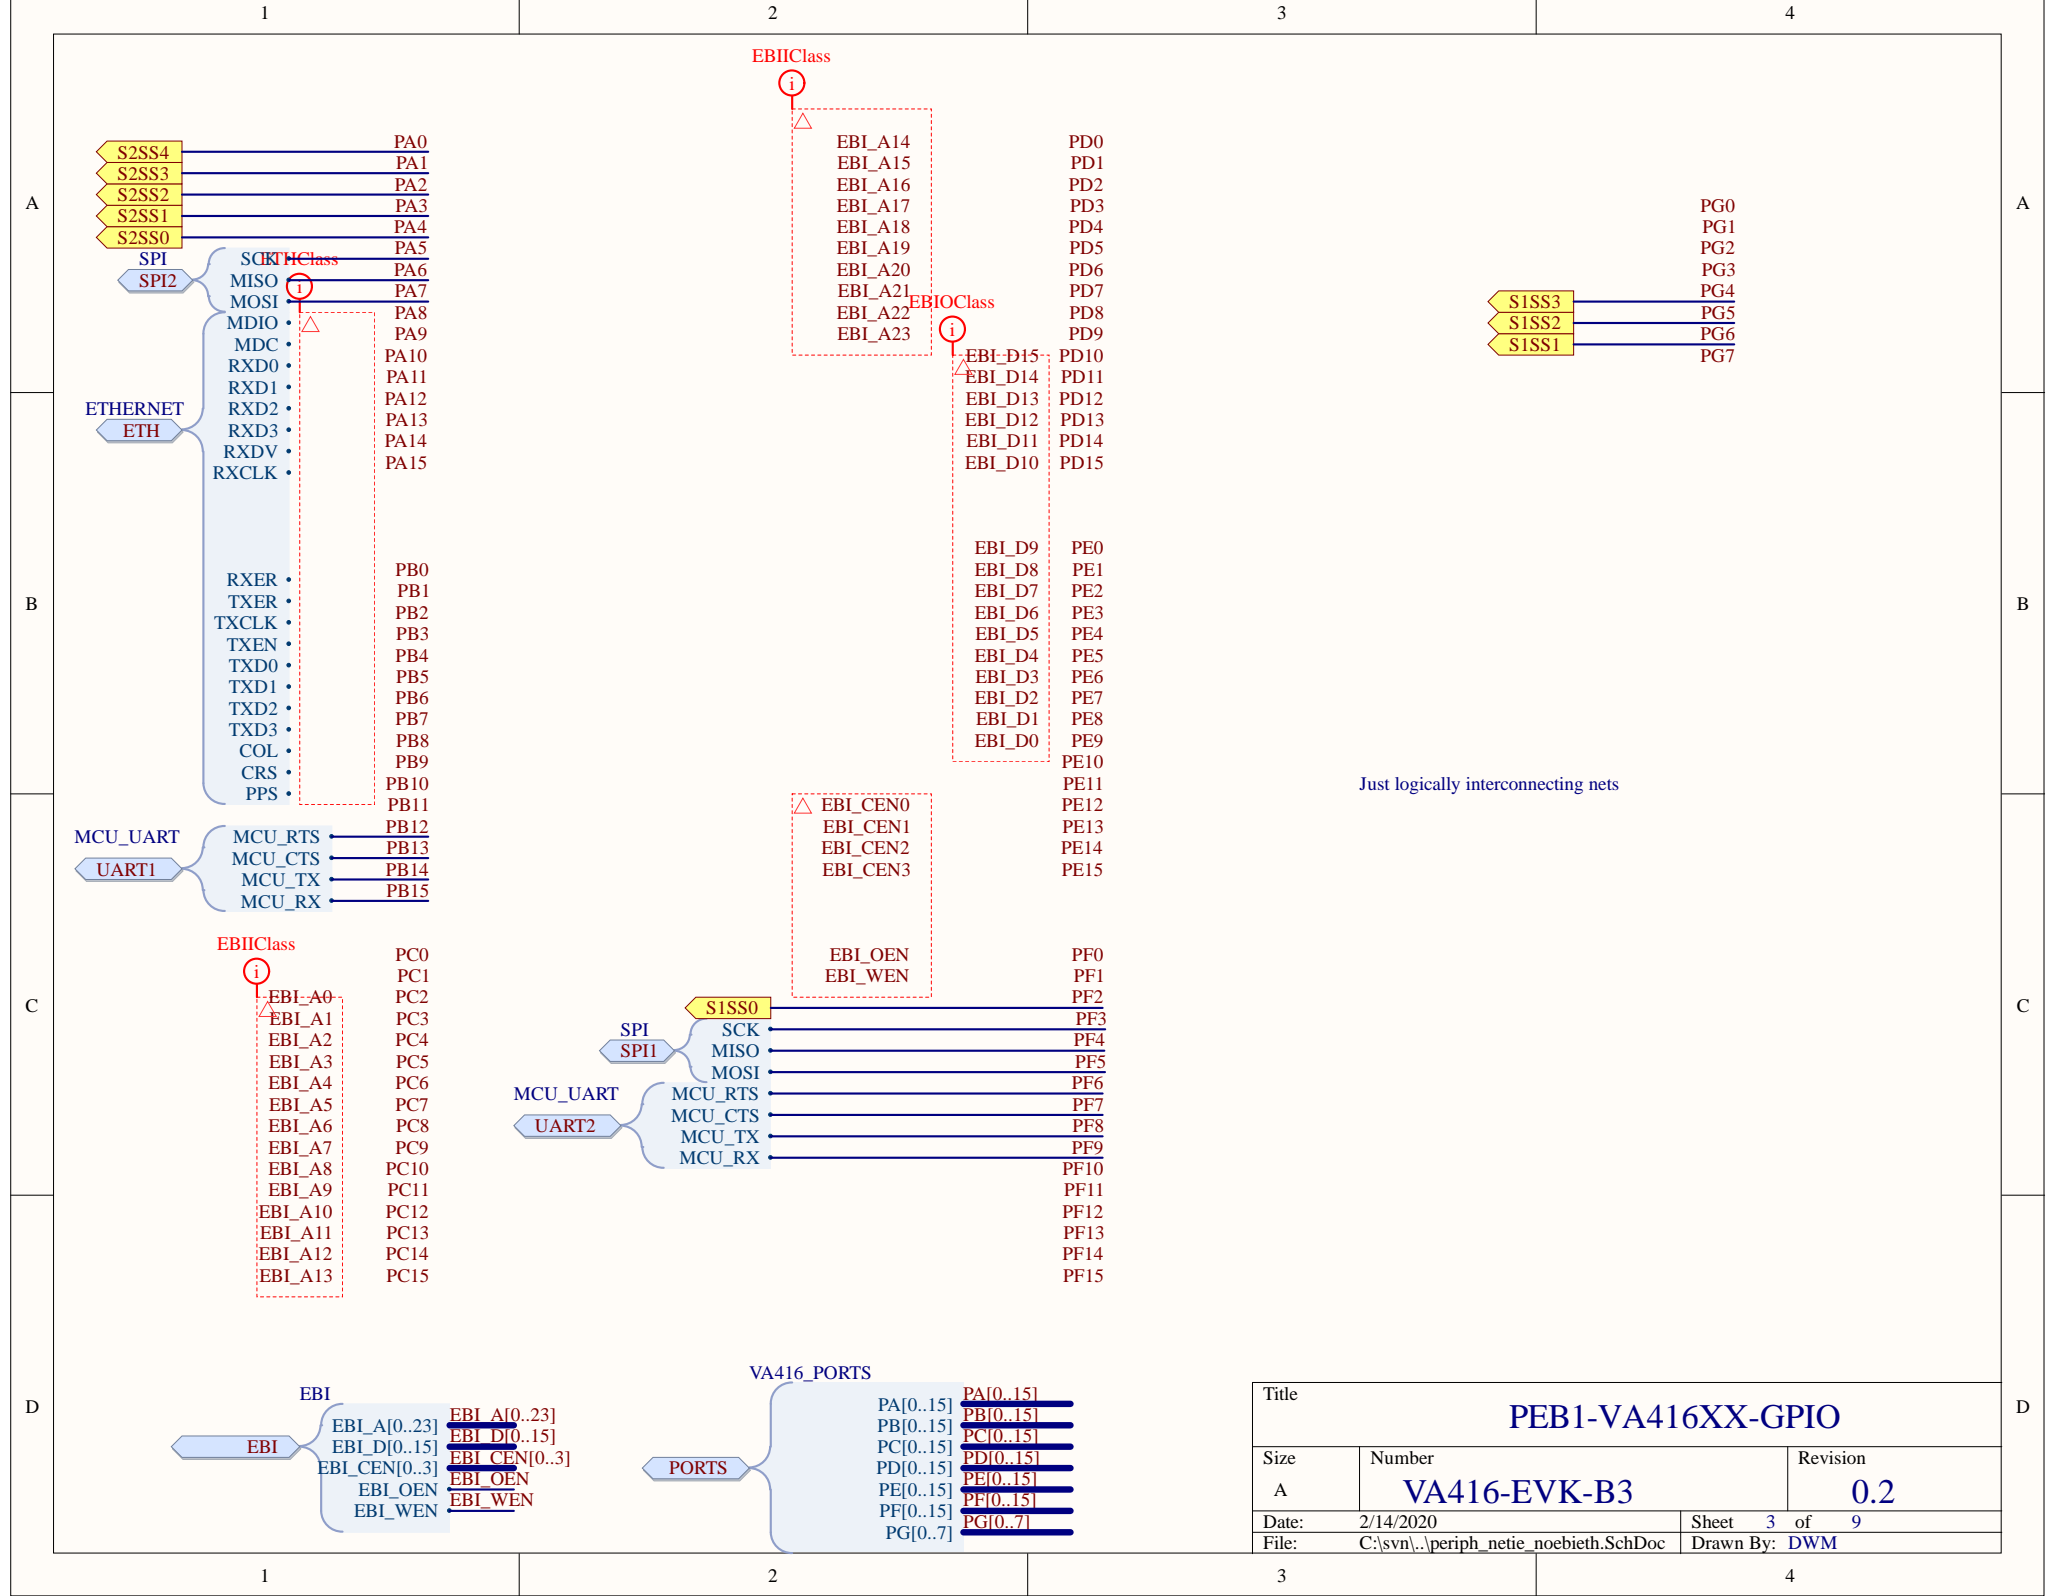 1 2 3 4
EBIIClass
i
S2SS4 PA0 EBI_A14 PD0
S2SS3 PA1 EBI_A15 PD1
S2SS2 PA2 EBI_A16 PD2
A S2SS1 PA3 EBI_A17 PD3 PG0 A
S2SS0 PA4 EBI_A18 PD4 PG1
PA5 EBI_A19 PD5 PG2
SPI SCK ETHClass
SPI2 MISO PA6 EBI_A20 PD6 PG3
i
MOSI PA7 EBI_A21 PD7 S1SS3 PG4
EBIOClass
MDIO PA8 EBI_A22 PD8 S1SS2 PG5
i
MDC PA9 EBI_A23 PD9 S1SS1 PG6
RXD0 PA10 EBI_D15 PD10 PG7
RXD1 PA11 EBI_D14 PD11
ETHERNET RXD2 PA12 EBI_D13 PD12
ETH RXD3 PA13 EBI_D12 PD13
RXDV PA14 EBI_D11 PD14
RXCLK PA15 EBI_D10 PD15
EBI_D9 PE0
RXER PB0 EBI_D8 PE1
B TXER PB1 EBI_D7 PE2 B
TXCLK PB2 EBI_D6 PE3
TXEN PB3 EBI_D5 PE4
TXD0 PB4 EBI_D4 PE5
TXD1 PB5 EBI_D3 PE6
TXD2 PB6 EBI_D2 PE7
TXD3 PB7 EBI_D1 PE8
COL PB8 EBI_D0 PE9
CRS PB9 PE10
PPS PB10 PE11 Just logically interconnecting nets
PB11 EBI_CEN0 PE12
MCU_UART MCU_RTS PB12 EBI_CEN1 PE13
MCU_CTS PB13 EBI_CEN2 PE14
UART1 MCU_TX PB14 EBI_CEN3 PE15
MCU_RX PB15
EBIIClass
PC0 EBI_OEN PF0
i PC1 EBI_WEN PF1
C EBI_A0 PC2 S1SS0 PF2 C
EBI_A1 PC3 SPI SCK PF3
EBI_A2 PC4 SPI1 MISO PF4
EBI_A3 PC5 MOSI PF5
EBI_A4 PC6 MCU_UART MCU_RTS PF6
EBI_A5 PC7 MCU_CTS PF7
EBI_A6 PC8 UART2 MCU_TX PF8
EBI_A7 PC9 MCU_RX PF9
EBI_A8 PC10 PF10
EBI_A9 PC11 PF11
EBI_A10 PC12 PF12
EBI_A11 PC13 PF13
EBI_A12 PC14 PF14
EBI_A13 PC15 PF15
D D
EBI
EBI
EBI_A[0..23] EBI_A[0..23]
EBI_D[0..15] EBI_D[0..15]
EBI_CEN[0..3] EBI_CEN[0..3]
EBI_OEN EBI_OEN
EBI_WEN EBI_WEN
VA416_PORTS
PORTS
PA[0..15] PA[0..15]
PB[0..15] PB[0..15]
PC[0..15] PC[0..15]
PD[0..15] PD[0..15]
PE[0..15] PE[0..15]
PF[0..15] PF[0..15]
PG[0..7] PG[0..7]
Title
PEB1-VA416XX-GPIO
Size Number Revision
A VA416-EVK-B3 0.2
Date: 2/14/2020 Sheet 3 of 9
File: C:\svn\..\periph_netie_noebieth.SchDoc Drawn By: DWM
1 2 3 4